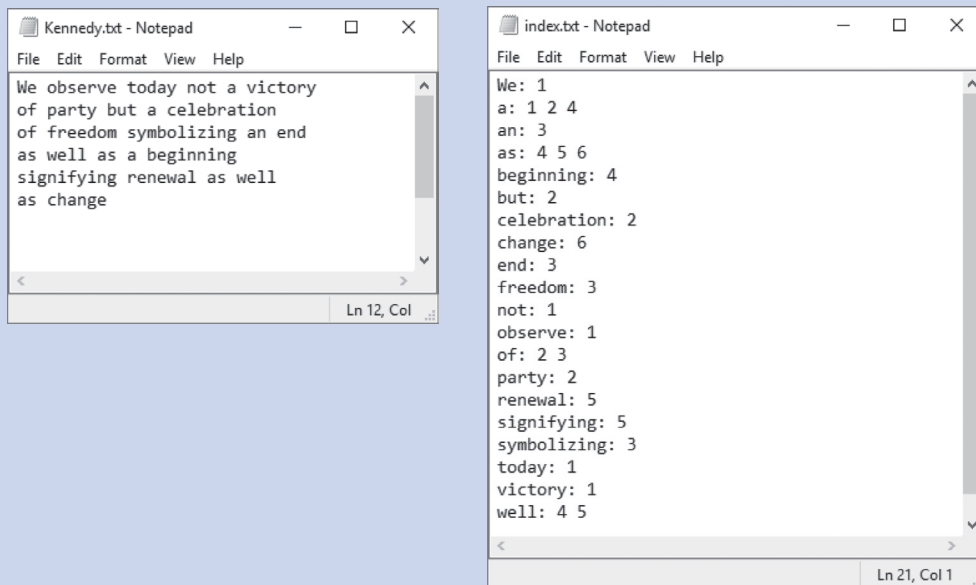 Kennedy.txt - Notepad
File Edit Format View Help
We observe today not a victory
of party but a celebration
of freedom symbolizing an end
as well as a beginning
signifying renewal as well
as change
Ln 12, Col
index.txt - Notepad
File Edit Format View Help
We: 1
a: 1 2 4
an: 3
as: 4 5 6
beginning: 4
but: 2
celebration: 2
change: 6
end: 3
freedom: 3
not: 1
observe: 1
of: 2 3
party: 2
renewal: 5
signifying: 5
symbolizing: 3
today: 1
victory: 1
well: 4 5
Ln 21, Col 1